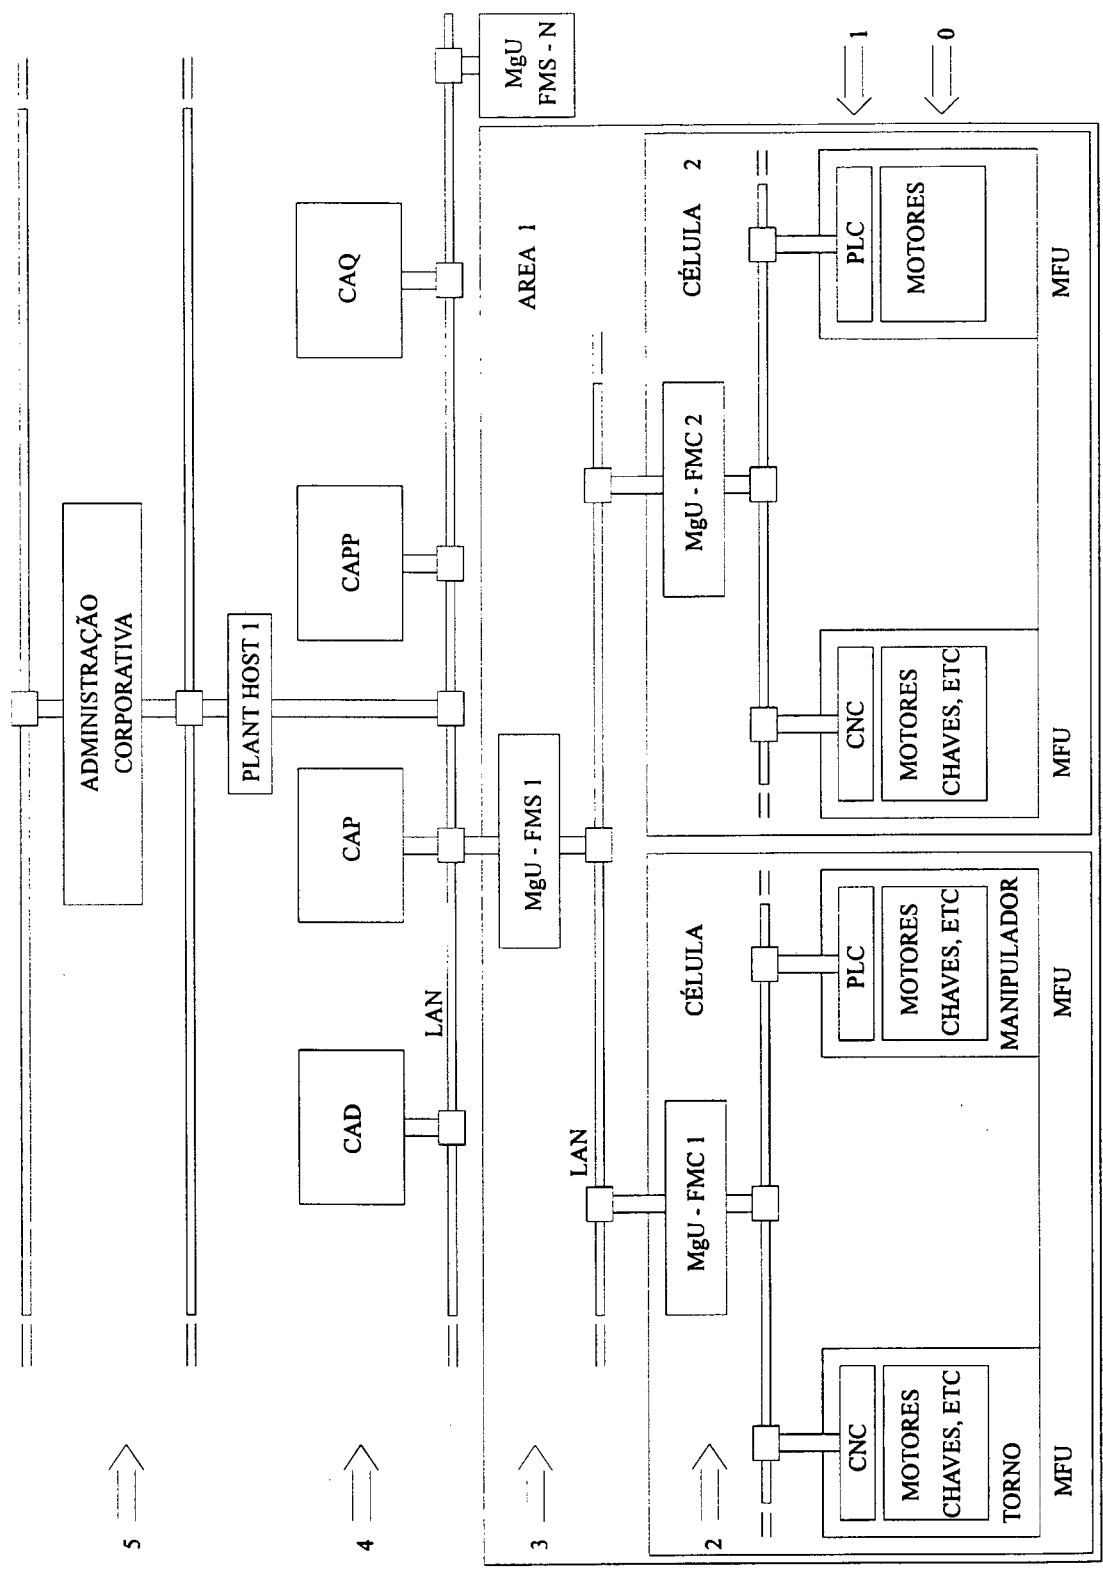 5
ADMINISTRAÇÃO
CORPORATIVA
PLANT HOST 1
4
CAD
CAP
CAPP
CAQ
LAN
MgU
FMS - N
3
MgU - FMS 1
AREA 1
LAN
2
MgU - FMC 1
CÉLULA
MgU - FMC 2
CÉLULA 2
1
CNC
PLC
CNC
PLC
0
MOTORES
CHAVES, ETC
MOTORES
CHAVES, ETC
MOTORES
CHAVES, ETC
MOTORES
TORNO
MANIPULADOR
MFU
MFU
MFU
MFU